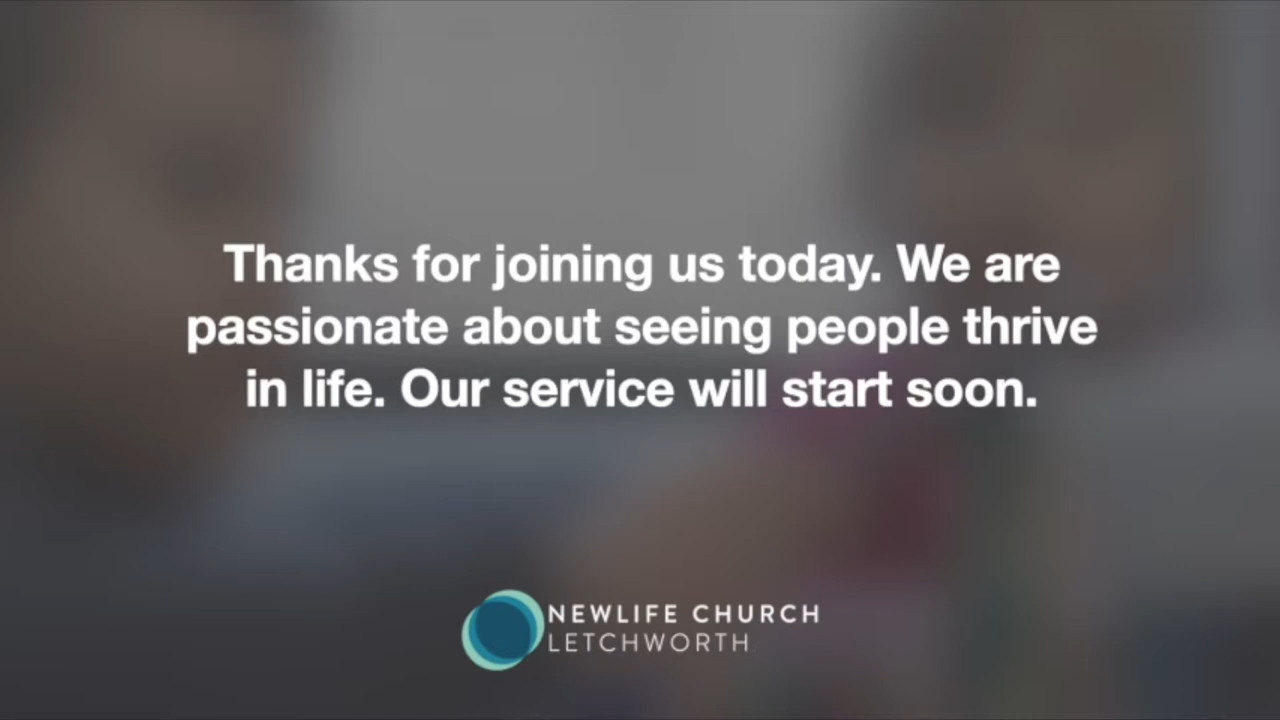 Thanks for joining us today. We are
passionate about seeing people thrive
in life. Our service will start soon.
NEWLIFE CHURCH
LETCHWORTH